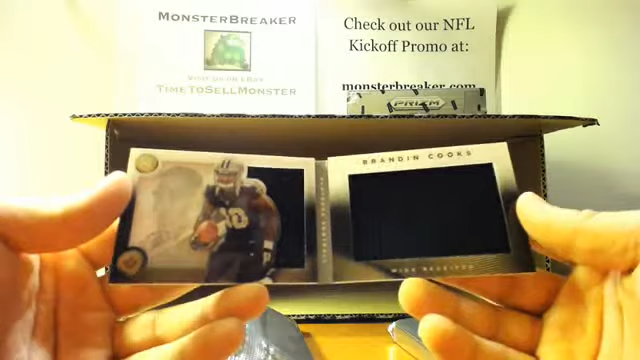 MONSTERBREAKER
VISIT US ON EBAY
TIMETOSELLMONSTER
Check out our NFL
Kickoff Promo at:
monsterbreaker.com
PRIZM
BRANDIN COOKS
10
WIDE RECEIVER